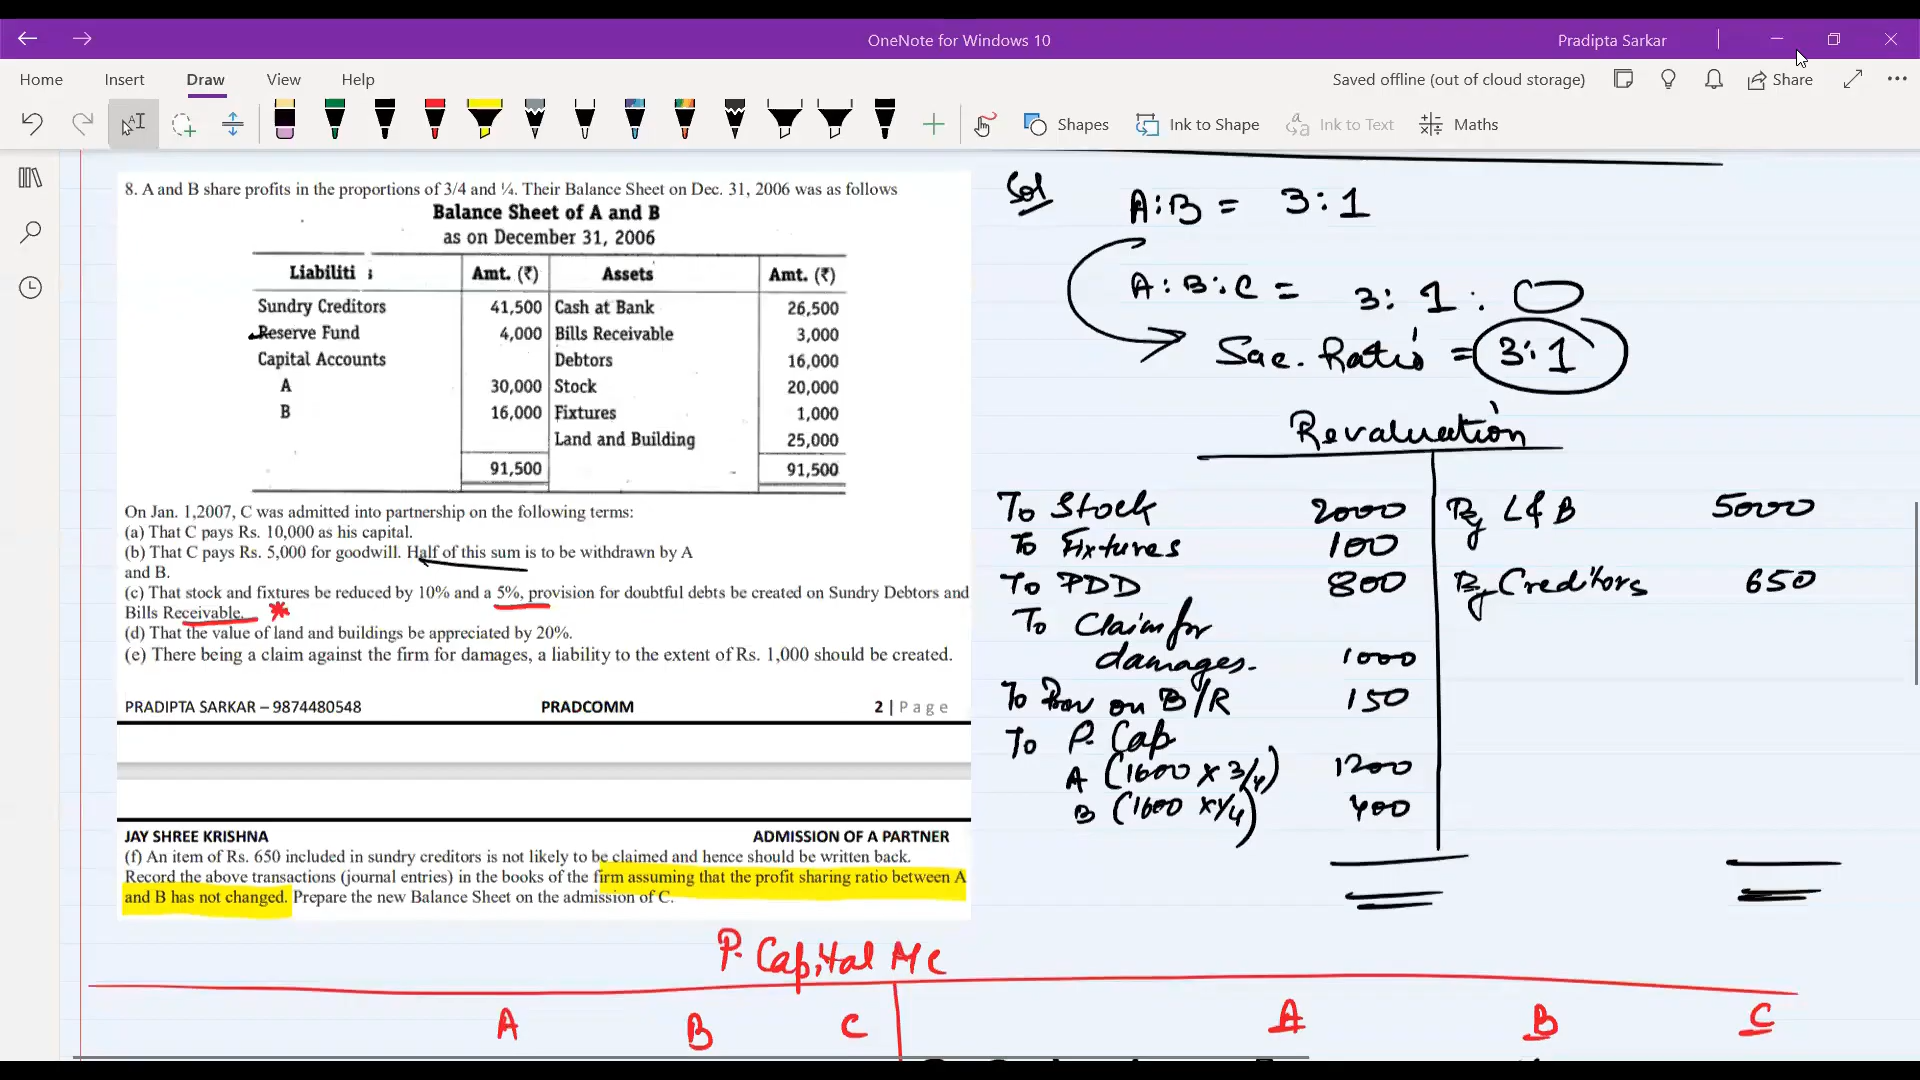 OneNote for Windows 10
Pradipta Sarkar
Home Insert Draw View Help
Saved offline (out of cloud storage)
Share
Shapes
Ink to Shape
Ink to Text
Maths
8. A and B share profits in the proportions of 3/4 and ¼. Their Balance Sheet on Dec. 31, 2006 was as follows
Balance Sheet of A and B
as on December 31, 2006
Liabiliti : Amt. (₹) Assets Amt. (₹)
Sundry Creditors 41,500 Cash at Bank 26,500
Reserve Fund 4,000 Bills Receivable 3,000
Capital Accounts Debtors 16,000
A 30,000 Stock 20,000
B 16,000 Fixtures 1,000
Land and Building 25,000
91,500 91,500
On Jan. 1,2007, C was admitted into partnership on the following terms:
(a) That C pays Rs. 10,000 as his capital.
(b) That C pays Rs. 5,000 for goodwill. Half of this sum is to be withdrawn by A
and B.
(c) That stock and fixtures be reduced by 10% and a 5%, provision for doubtful debts be created on Sundry Debtors and
Bills Receivable. *
(d) That the value of land and buildings be appreciated by 20%.
(e) There being a claim against the firm for damages, a liability to the extent of Rs. 1,000 should be created.
PRADIPTA SARKAR – 9874480548 PRADCOMM 2 | Page
JAY SHREE KRISHNA ADMISSION OF A PARTNER
(f) An item of Rs. 650 included in sundry creditors is not likely to be claimed and hence should be written back.
Record the above transactions (journal entries) in the books of the firm assuming that the profit sharing ratio between A
and B has not changed. Prepare the new Balance Sheet on the admission of C.
Sol
A:B = 3:1
A:B:C = 3: 1 :
Sac. Ratio = 3:1
Revaluation
To Stock 2000 By L & B 5000
To Fixtures 100
To PDD 800 By Creditors 650
To Claim for
damages. 1000
To Prov on B/R 150
To P. Cap
A (1600 x 3/4) 1200
B (1600 x 1/4) 400
P. Capital A/c
A B C A B C